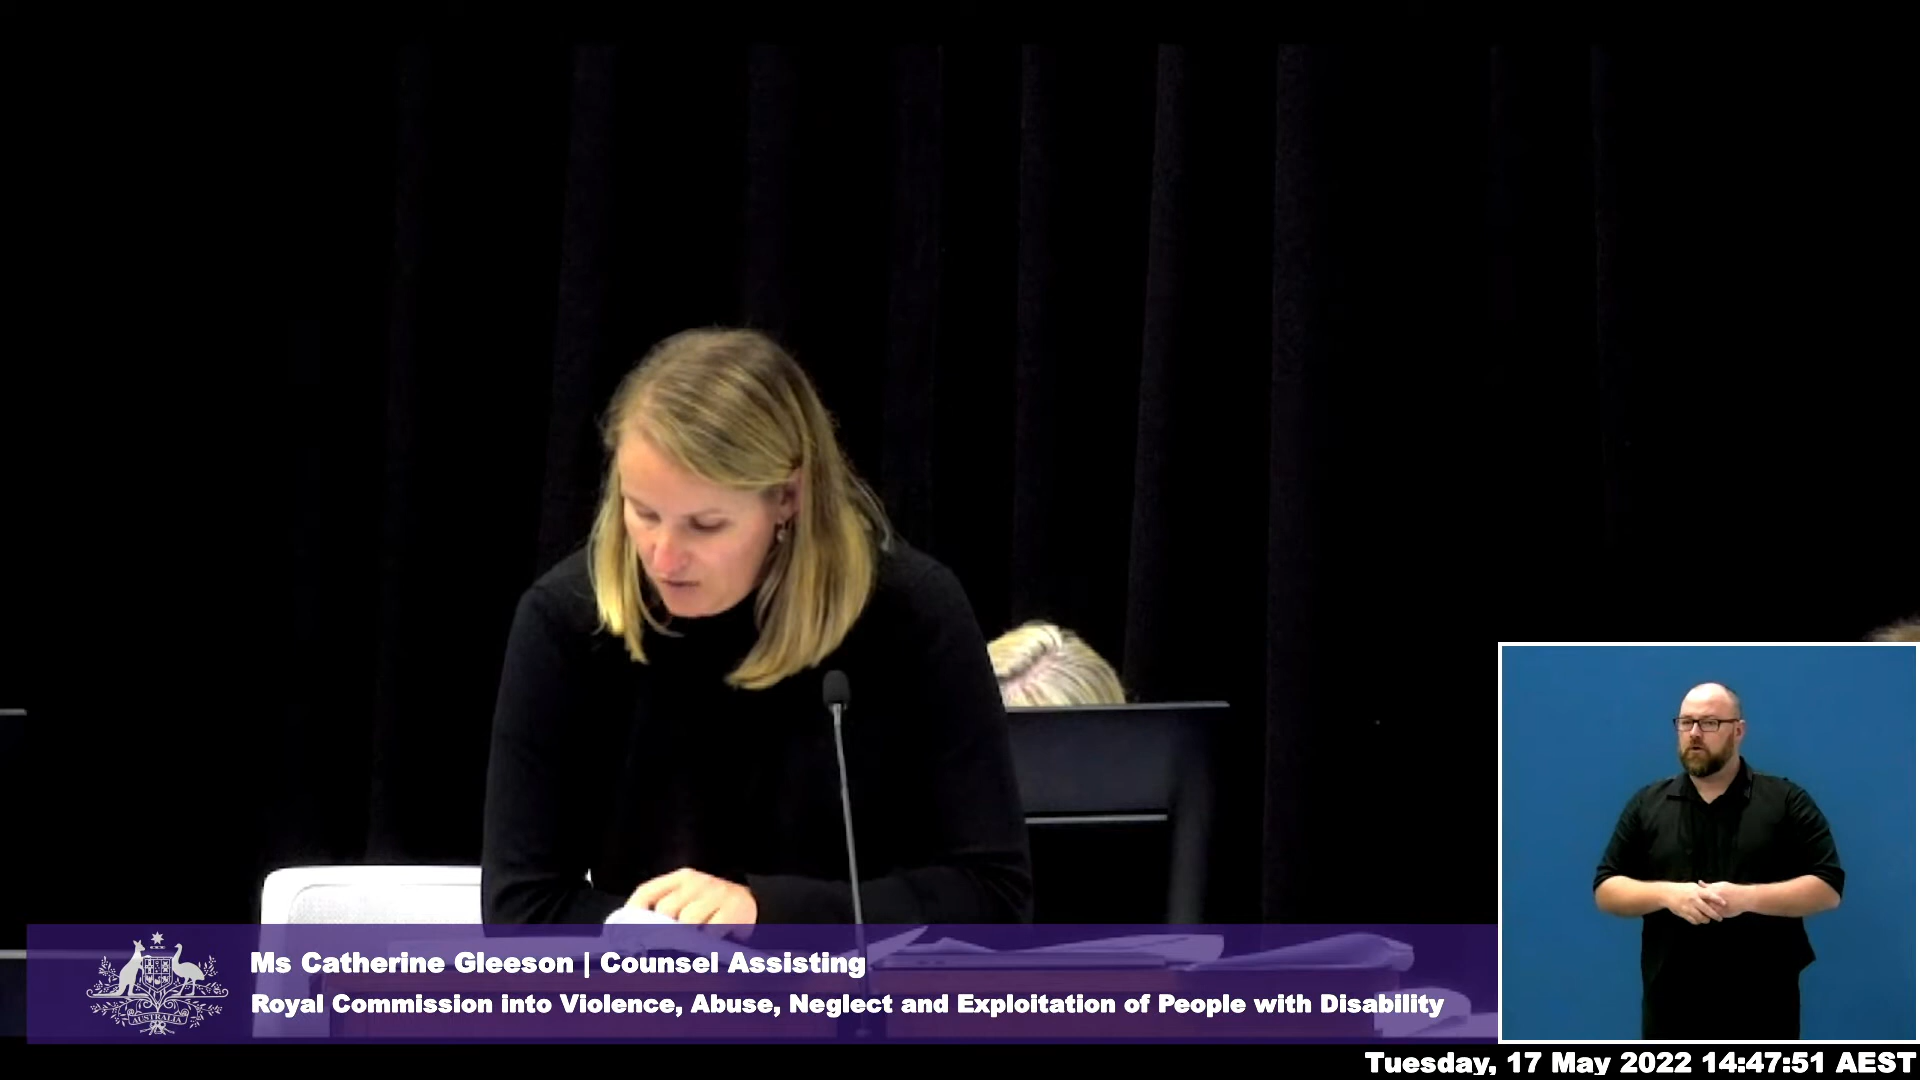 Ms Catherine Gleeson | Counsel Assisting
Royal Commission into Violence, Abuse, Neglect and Exploitation of People with Disability
AUSTRALIA
Tuesday, 17 May 2022 14:47:51 AEST